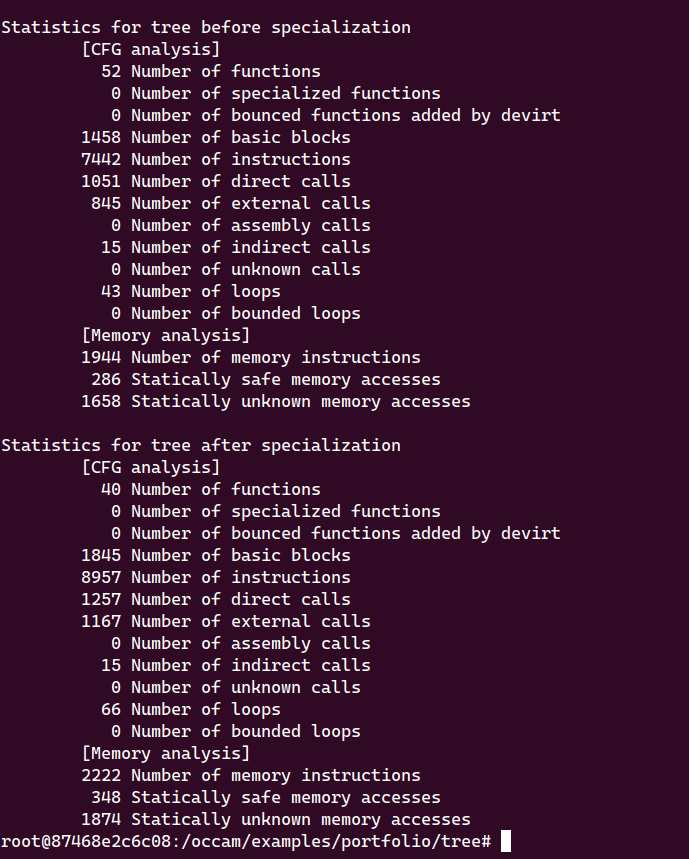 Statistics for tree before specialization
[CFG analysis]
52 Number of functions
0 Number of specialized functions
0 Number of bounced functions added by devirt
1458 Number of basic blocks
7442 Number of instructions
1051 Number of direct calls
845 Number of external calls
0 Number of assembly calls
15 Number of indirect calls
0 Number of unknown calls
43 Number of loops
0 Number of bounded loops
[Memory analysis]
1944 Number of memory instructions
286 Statically safe memory accesses
1658 Statically unknown memory accesses
Statistics for tree after specialization
[CFG analysis]
40 Number of functions
0 Number of specialized functions
0 Number of bounced functions added by devirt
1845 Number of basic blocks
8957 Number of instructions
1257 Number of direct calls
1167 Number of external calls
0 Number of assembly calls
15 Number of indirect calls
0 Number of unknown calls
66 Number of loops
0 Number of bounded loops
[Memory analysis]
2222 Number of memory instructions
348 Statically safe memory accesses
1874 Statically unknown memory accesses
root@87468e2c6c08:/occam/examples/portfolio/tree#